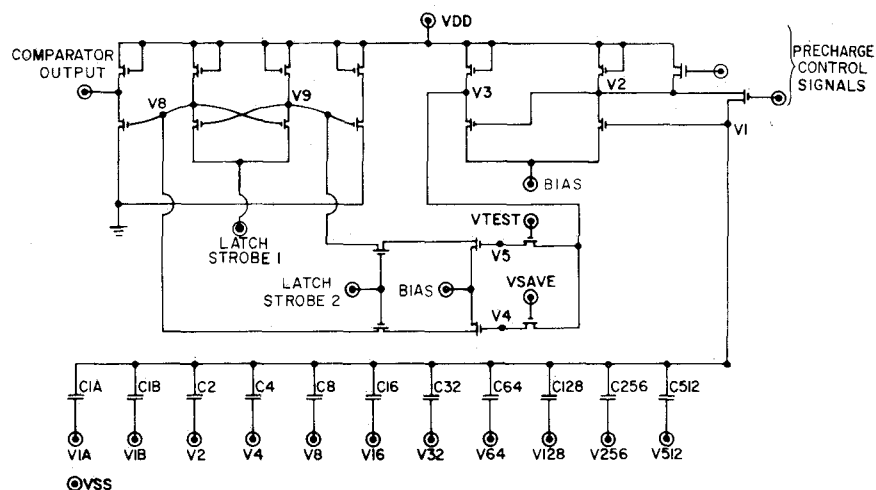 VDD
COMPARATOR
OUTPUT
PRECHARGE
CONTROL
SIGNALS
V8
V9
V3
V2
V1
BIAS
LATCH
STROBE 1
VTEST
V5
LATCH
STROBE 2
BIAS
VSAVE
V4
C1A C1B C2 C4 C8 C16 C32 C64 C128 C256 C512
V1A V1B V2 V4 V8 V16 V32 V64 V128 V256 V512
VSS